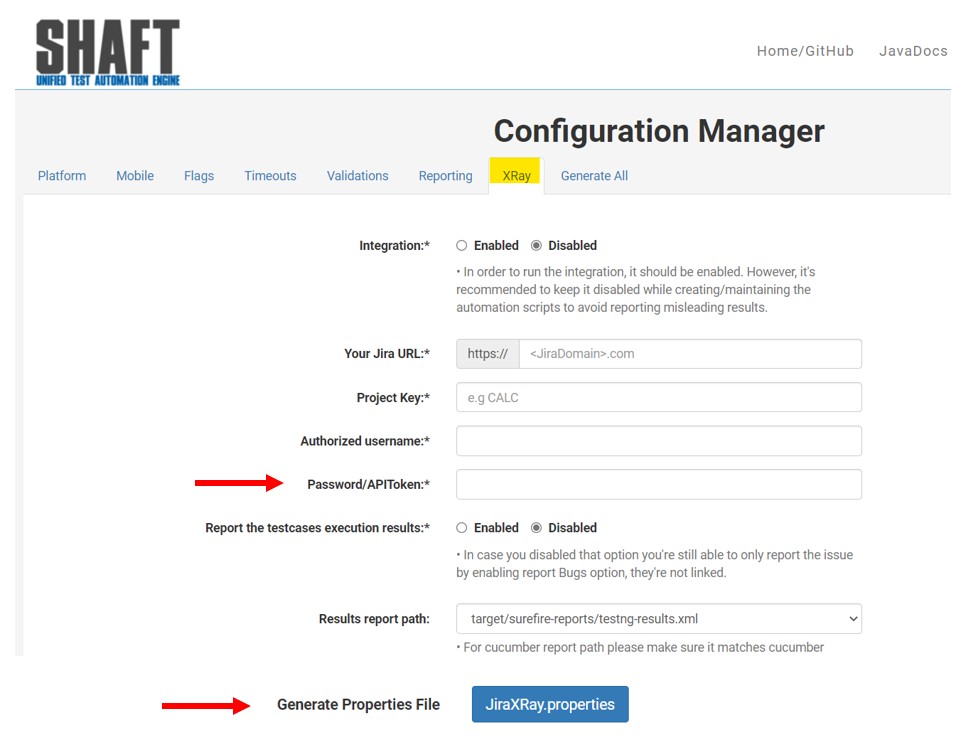 SHAFT
UNIFIED TEST AUTOMATION ENGINE
Home/GitHub JavaDocs
Configuration Manager
Platform Mobile Flags Timeouts Validations Reporting XRay Generate All
Integration:* Enabled Disabled
• In order to run the integration, it should be enabled. However, it's
recommended to keep it disabled while creating/maintaining the
automation scripts to avoid reporting misleading results.
Your Jira URL:* https:// <JiraDomain>.com
Project Key:* e.g CALC
Authorized username:*
Password/APIToken:*
Report the testcases execution results:* Enabled Disabled
• In case you disabled that option you're still able to only report the issue
by enabling report Bugs option, they're not linked.
Results report path: target/surefire-reports/testng-results.xml
• For cucumber report path please make sure it matches cucumber
Generate Properties File JiraXRay.properties